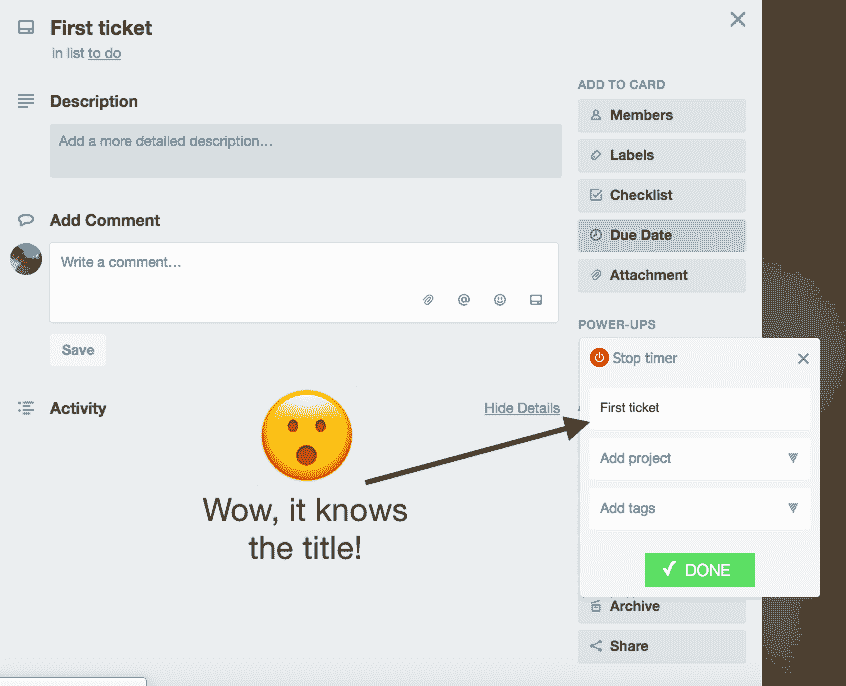 First ticket
in list to do
Description
Add a more detailed description…
Add Comment
Write a comment…
Save
Activity
Hide Details
Wow, it knows
the title!
ADD TO CARD
Members
Labels
Checklist
Due Date
Attachment
POWER-UPS
Stop timer
First ticket
Add project
Add tags
DONE
Archive
Share